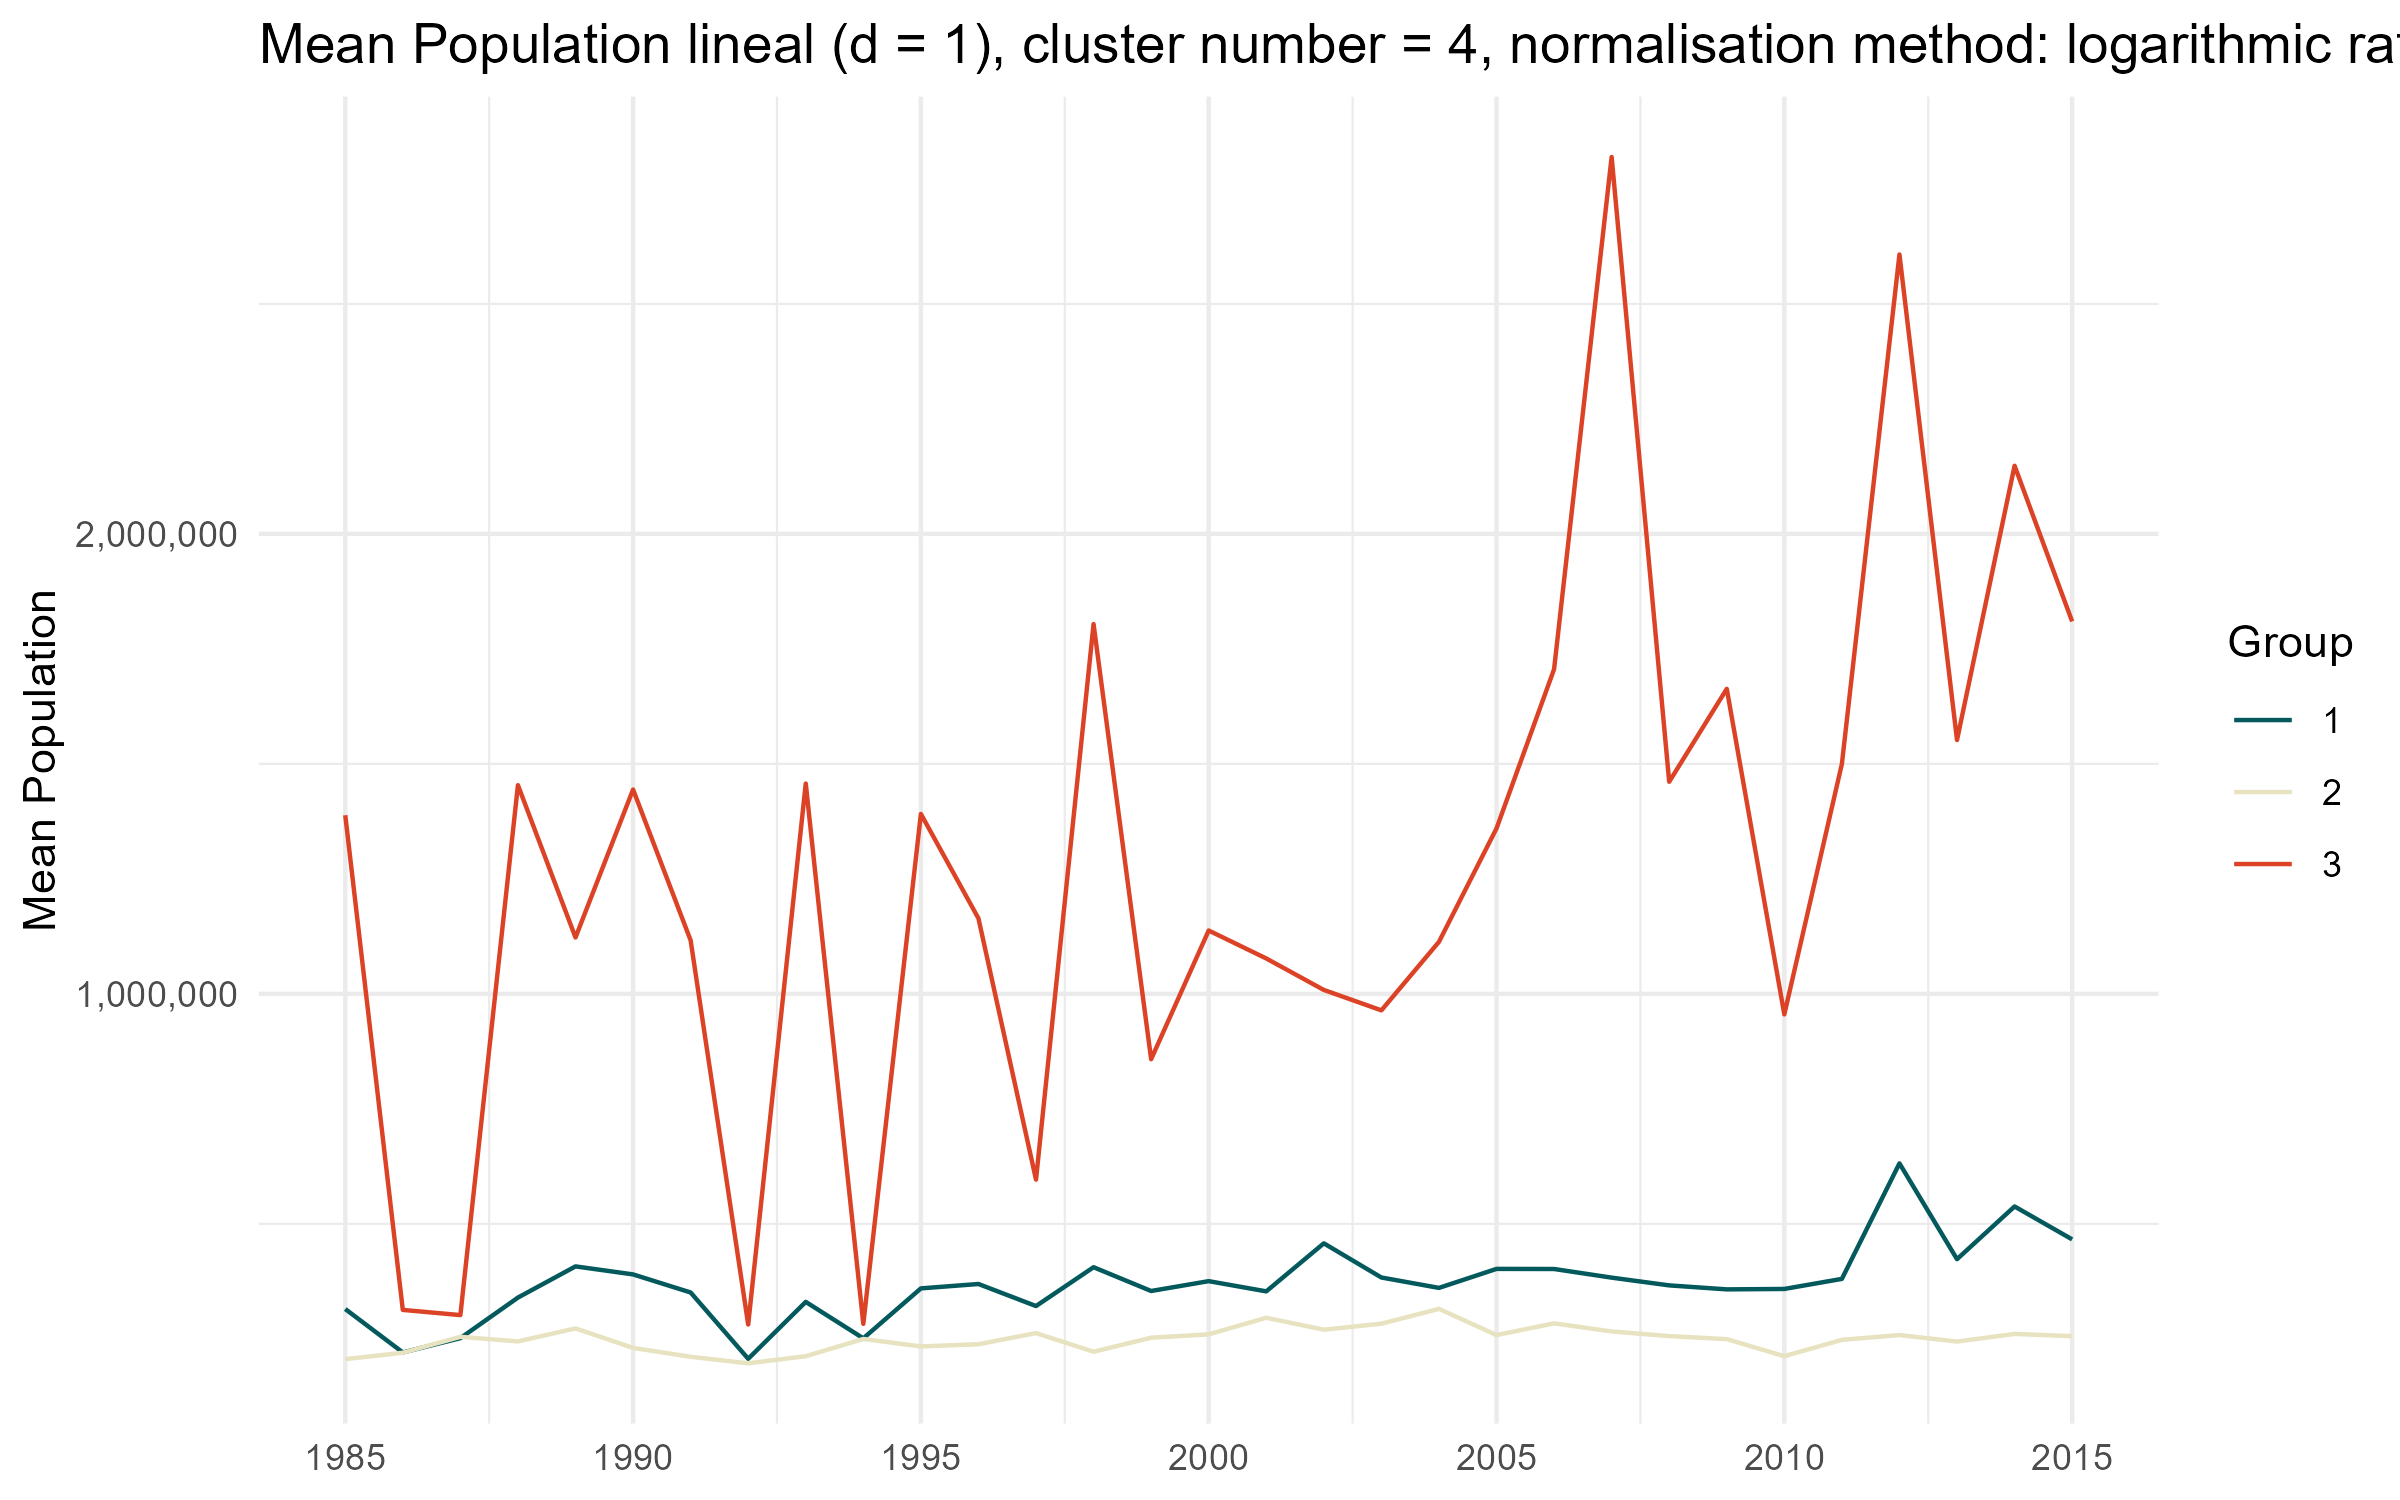 Mean Population lineal (d = 1), cluster number = 4, normalisation method: logarithmic
Mean Population
2,000,000
1,000,000
1985 1990 1995 2000 2005 2010 2015
Group
1
2
3